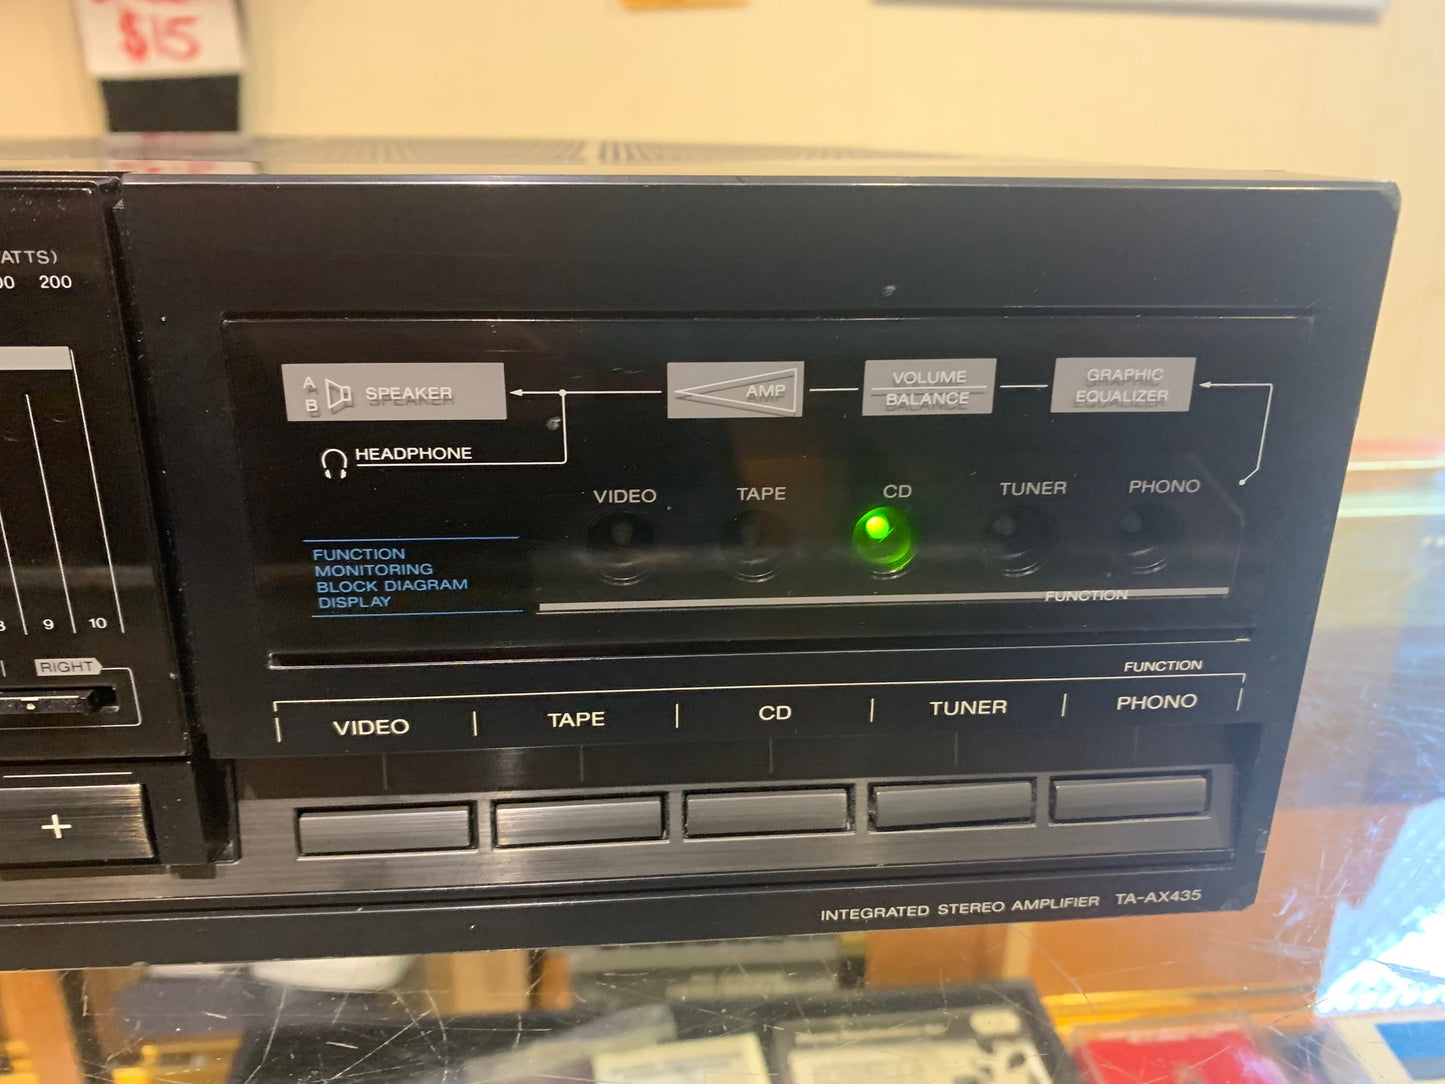 $15
200
A
B
SPEAKER
AMP
VOLUME
BALANCE
GRAPHIC
EQUALIZER
HEADPHONE
VIDEO
TAPE
CD
TUNER
PHONO
FUNCTION
MONITORING
BLOCK DIAGRAM
DISPLAY
FUNCTION
9 10
RIGHT
FUNCTION
VIDEO
TAPE
CD
TUNER
PHONO
+
INTEGRATED STEREO AMPLIFIER TA-AX435